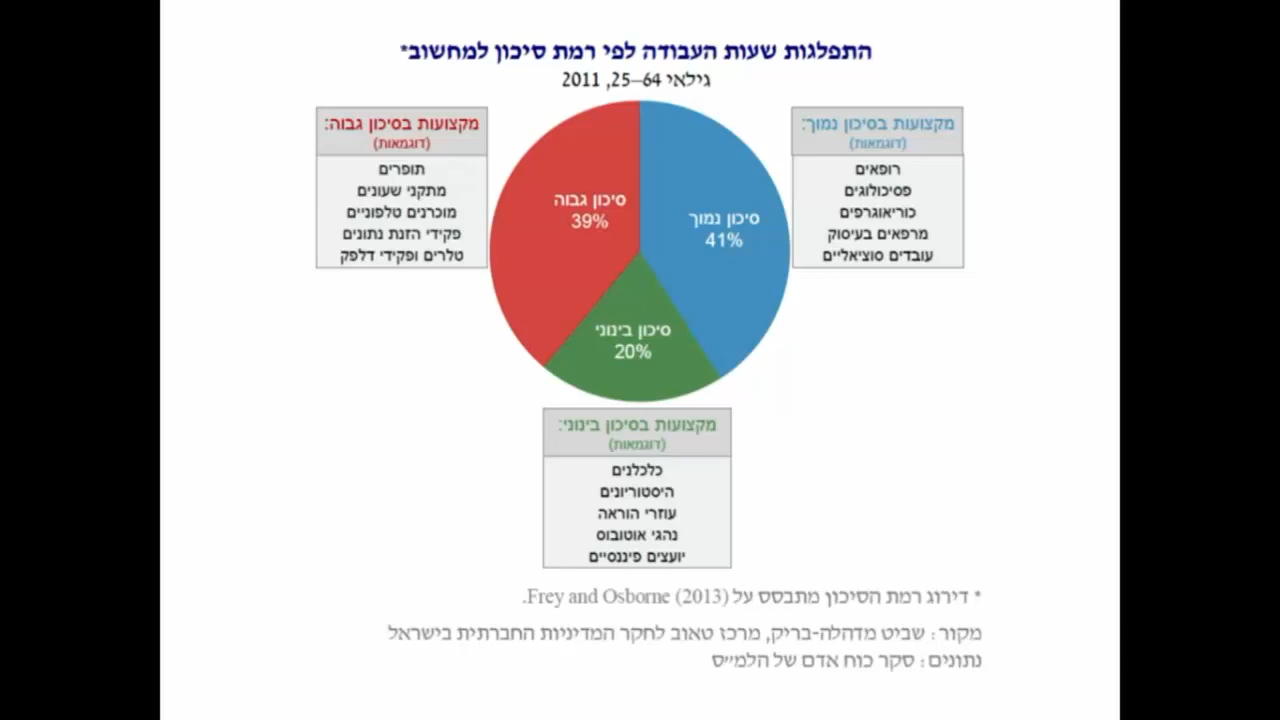 התפלגות שעות העבודה לפי רמת סיכון למחשוב*
גילאי 25–64, 2011
מקצועות בסיכון נמוך:
(דוגמאות)
רופאים
פסיכולוגים
כוריאוגרפים
מרפאים בעיסוק
עובדים סוציאליים
מקצועות בסיכון גבוה:
(דוגמאות)
תופרים
מתקני שעונים
מוכרנים טלפוניים
פקידי הזנת נתונים
טלרים ופקידי דלפק
סיכון נמוך
41%
סיכון גבוה
39%
סיכון בינוני
20%
מקצועות בסיכון בינוני:
(דוגמאות)
כלכלנים
היסטוריונים
עוזרי הוראה
נהגי אוטובוס
יועצים פיננסיים
* דירוג רמת הסיכון מתבסס על Frey and Osborne (2013).
מקור: שביט מדהלה-בריק, מרכז טאוב לחקר המדיניות החברתית בישראל
נתונים: סקר כוח אדם של הלמ״ס